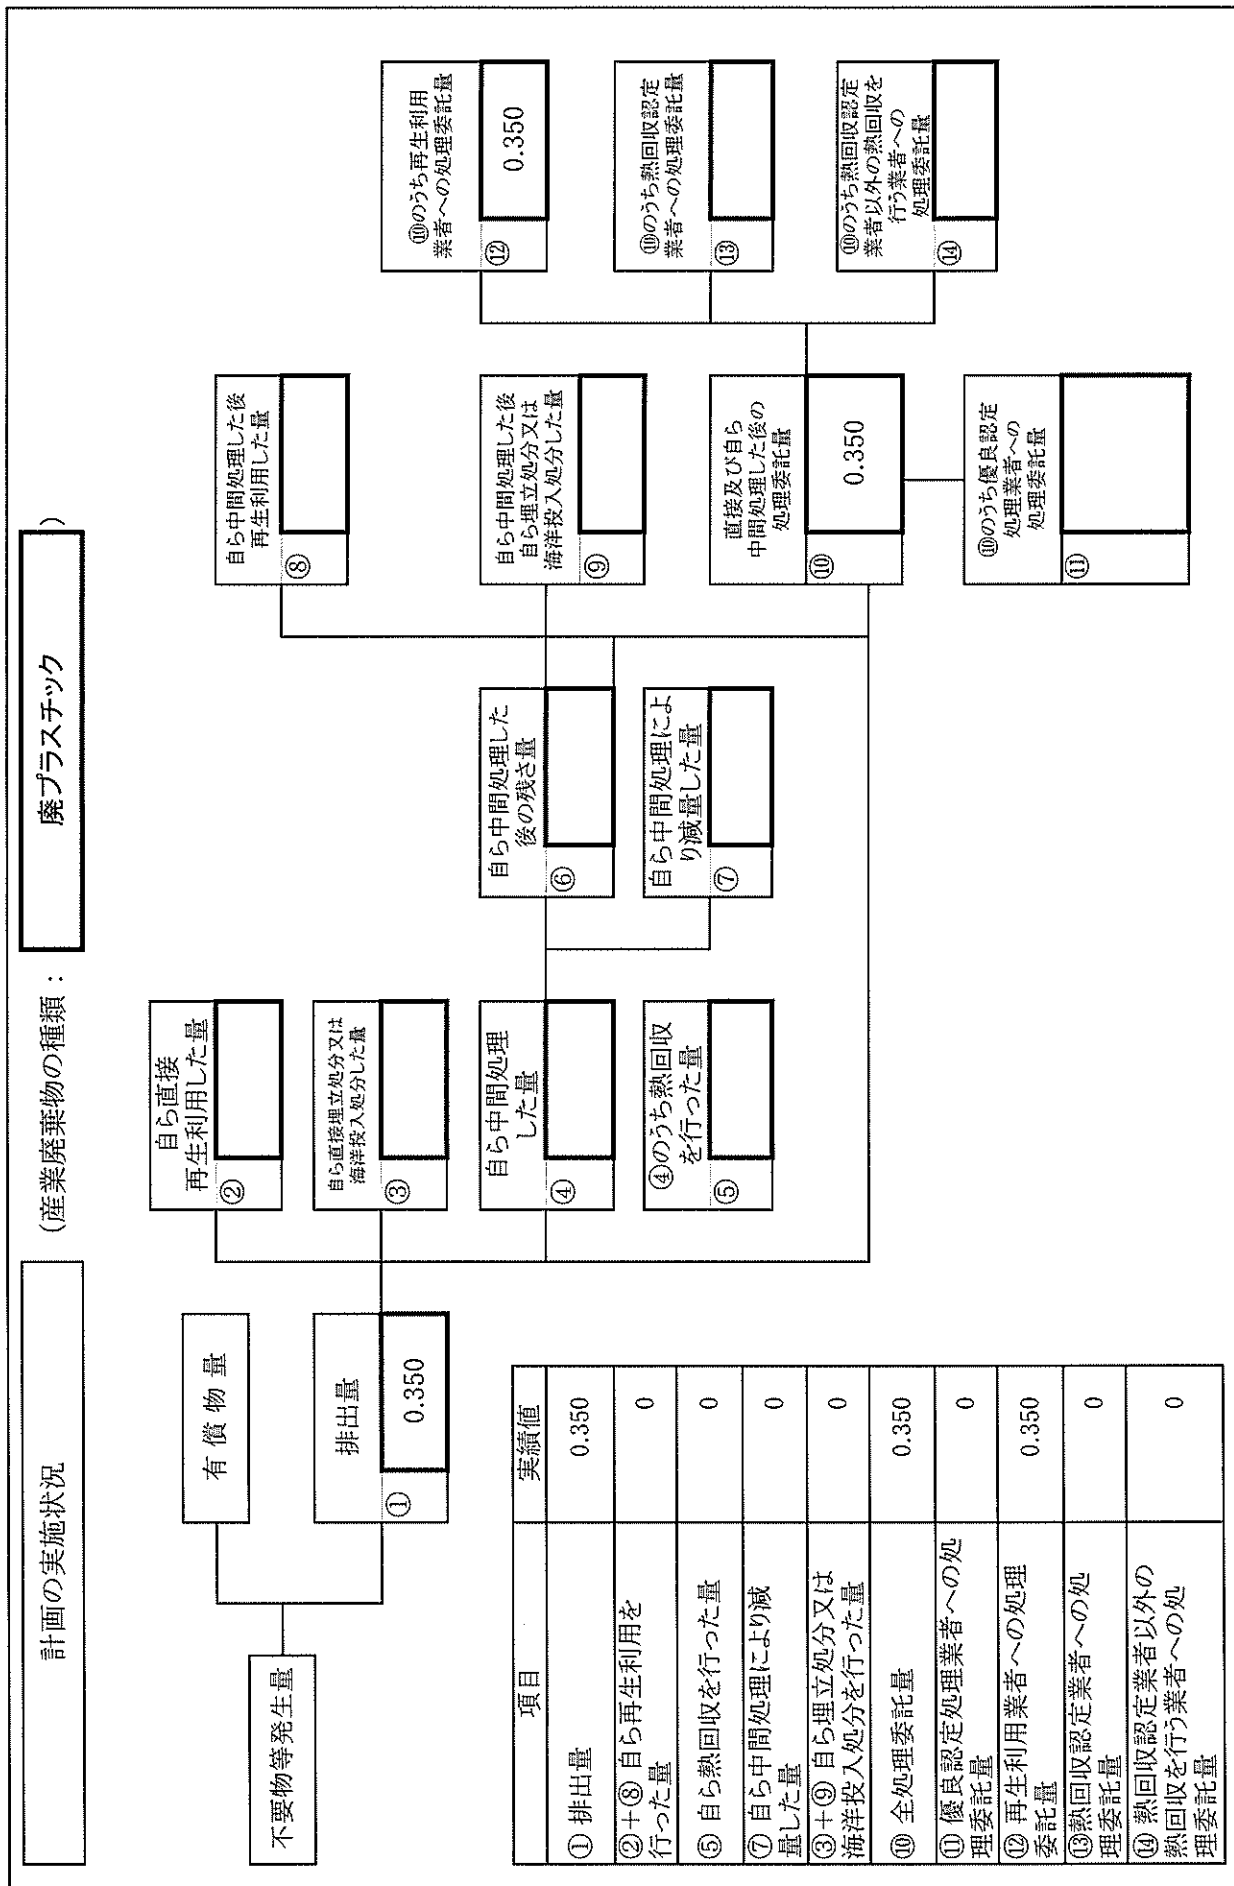 計画の実施状況
(産業廃棄物の種類：
廃プラスチック
)
不要物等発生量
有 償 物 量
排出量
①
0.350
自ら直接
再生利用した量
②
自ら直接埋立処分又は
海洋投入処分した量
③
自ら中間処理
した量
④
④のうち熱回収
を行った量
⑤
自ら中間処理した
後の残さ量
⑥
自ら中間処理によ
り減量した量
⑦
自ら中間処理した後
再生利用した量
⑧
自ら中間処理した後
自ら埋立処分又は
海洋投入処分した量
⑨
直接及び自ら
中間処理した後の
処理委託量
⑩
0.350
⑩のうち優良認定
処理業者への
処理委託量
⑪
⑩のうち再生利用
業者への処理委託量
⑫
0.350
⑩のうち熱回収認定
業者への処理委託量
⑬
⑩のうち熱回収認定
業者以外の熱回収を
行う業者への
処理委託量
⑭
項目
実績値
① 排出量
0.350
②＋⑧ 自ら再生利用を
行った量
0
⑤ 自ら熱回収を行った量
0
⑦ 自ら中間処理により減
量した量
0
③＋⑨ 自ら埋立処分又は
海洋投入処分を行った量
0
⑩ 全処理委託量
0.350
⑪ 優良認定処理業者への処
理委託量
0
⑫ 再生利用業者への処理
委託量
0.350
⑬熱回収認定業者への処
理委託量
0
⑭ 熱回収認定業者以外の
熱回収を行う業者への処
理委託量
0